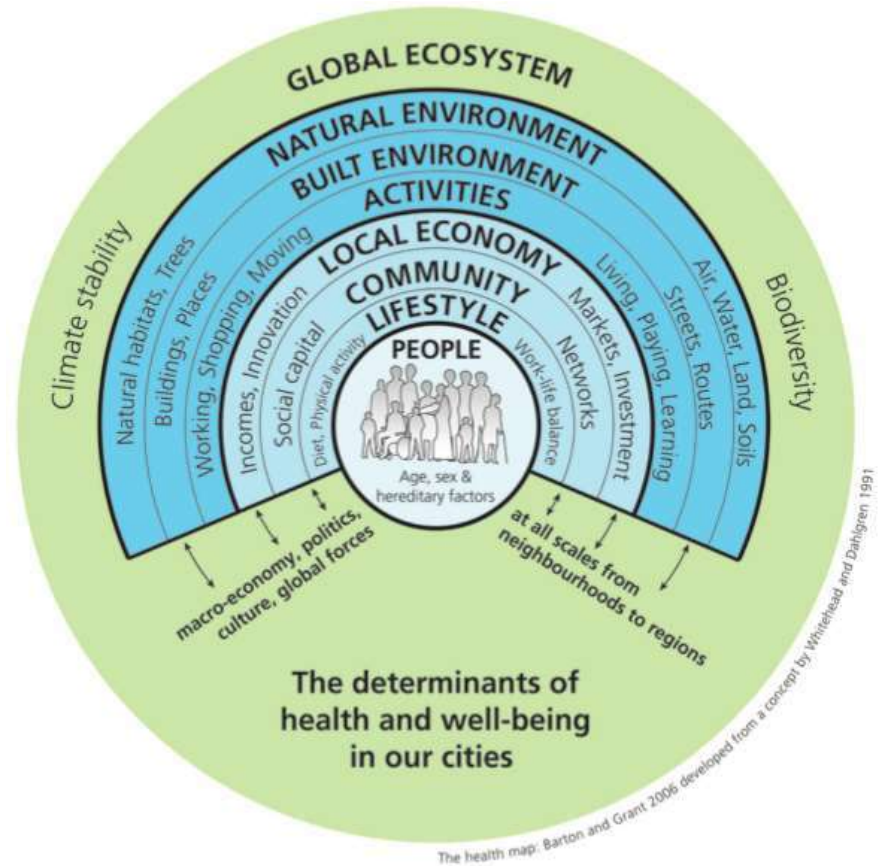 GLOBAL ECOSYSTEM
NATURAL ENVIRONMENT
BUILT ENVIRONMENT
ACTIVITIES
LOCAL ECONOMY
COMMUNITY
LIFESTYLE
PEOPLE
Age, sex &
hereditary factors
Climate stability
Natural habitats, Trees
Buildings, Places
Working, Shopping, Moving
Incomes, Innovation
Social capital
Diet, Physical activity
Work-life balance
Networks
Markets, Investment
Living, Playing, Learning
Streets, Routes
Air, Water, Land, Soils
Biodiversity
macro-economy, politics,
culture, global forces
at all scales from
neighbourhoods to regions
The determinants of
health and well-being
in our cities
The health map: Barton and Grant 2006 developed from a concept by Whitehead and Dahlgren 1991